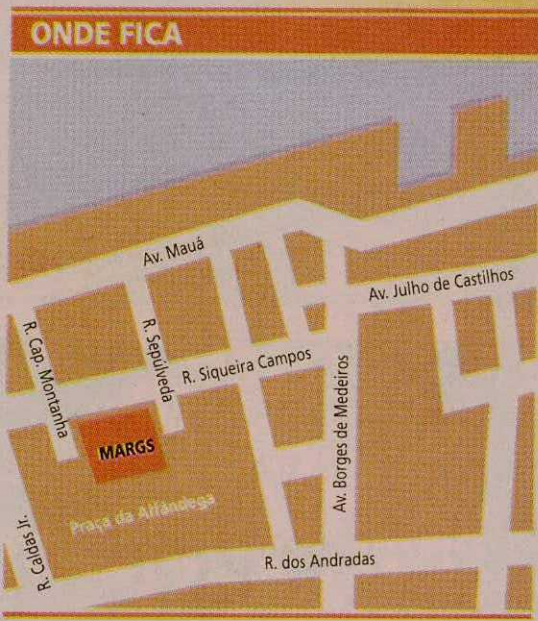 ONDE FICA
Av. Mauá
Av. Julho de Castilhos
R. Cap. Montanha
R. Sepúlveda
R. Siqueira Campos
Av. Borges de Medeiros
MARGS
Praça da Alfândega
R. Caldas Jr.
R. dos Andradas